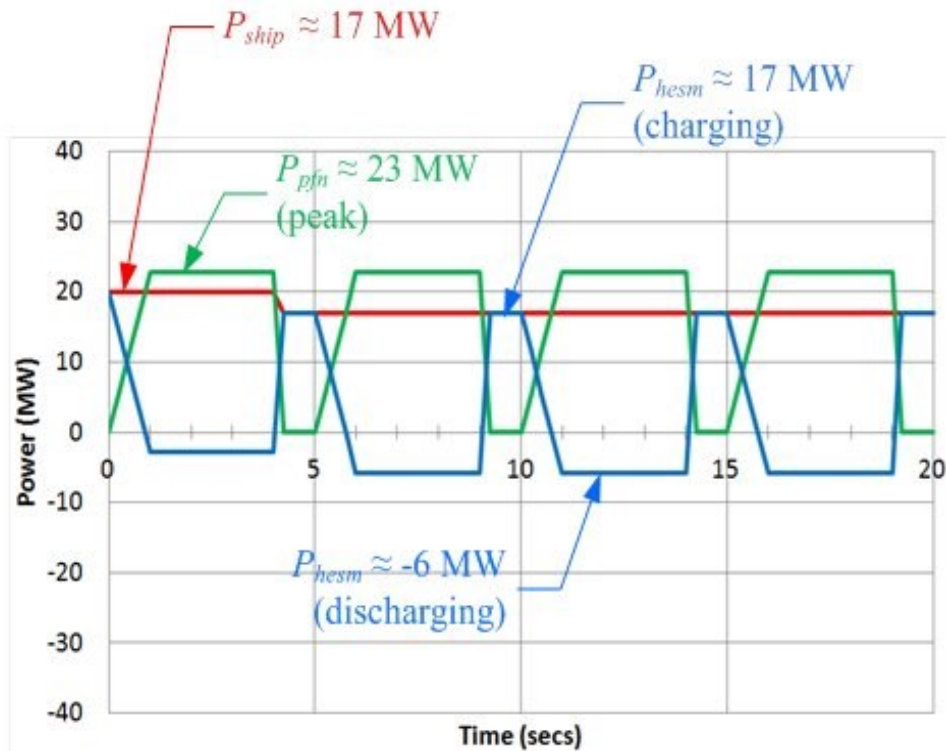 P_ship ≈ 17 MW
P_hesm ≈ 17 MW
(charging)
P_pfn ≈ 23 MW
(peak)
40
30
20
10
0
-10
-20
-30
-40
0
5
10
15
20
P_hesm ≈ -6 MW
(discharging)
Power (MW)
Time (secs)